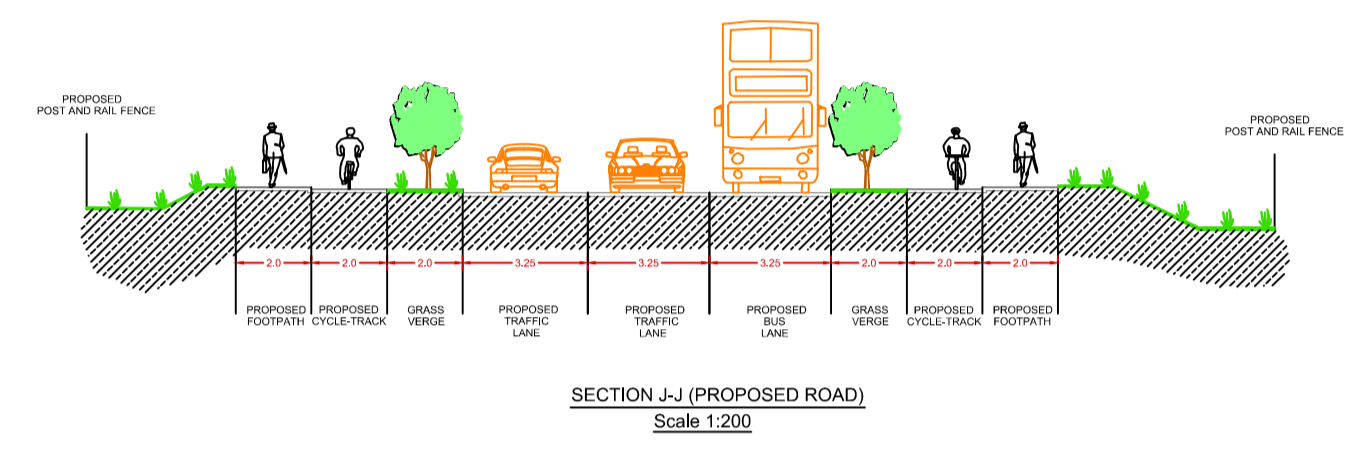 PROPOSED
POST AND RAIL FENCE
PROPOSED
POST AND RAIL FENCE
2.0
2.0
2.0
3.25
3.25
3.25
2.0
2.0
2.0
PROPOSED
FOOTPATH
PROPOSED
CYCLE-TRACK
GRASS
VERGE
PROPOSED
TRAFFIC
LANE
PROPOSED
TRAFFIC
LANE
PROPOSED
BUS
LANE
GRASS
VERGE
PROPOSED
CYCLE-TRACK
PROPOSED
FOOTPATH
SECTION J-J (PROPOSED ROAD)
Scale 1:200